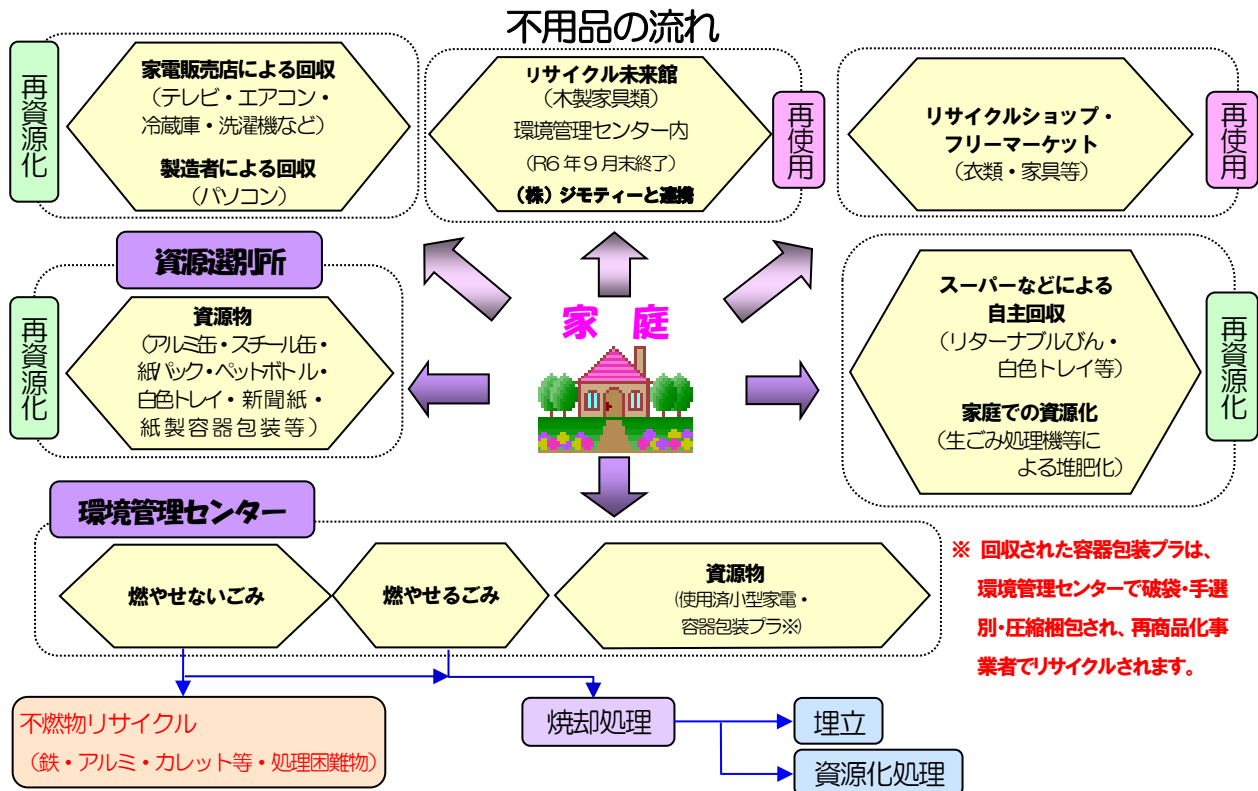 不用品の流れ
再資源化
家電販売店による回収
（テレビ・エアコン・
冷蔵庫・洗濯機など）
製造者による回収
（パソコン）
リサイクル未来館
（木製家具類）
環境管理センター内
（R6年９月末終了）
（株）ジモティーと連携
再使用
リサイクルショップ・
フリーマーケット
（衣類・家具等）
再使用
資源選別所
再資源化
資源物
（アルミ缶・スチール缶・
紙パック・ペットボトル・
白色トレイ・新聞紙・
紙製容器包装等）
家 庭
スーパーなどによる
自主回収
（リターナブルびん・
白色トレイ等）
家庭での資源化
（生ごみ処理機等に
よる堆肥化）
再資源化
環境管理センター
燃やせないごみ
燃やせるごみ
資源物
（使用済小型家電・
容器包装プラ※）
※ 回収された容器包装プラは、
環境管理センターで破袋・手選
別・圧縮梱包され、再商品化事
業者でリサイクルされます。
不燃物リサイクル
（鉄・アルミ・カレット等・処理困難物）
焼却処理
埋立
資源化処理